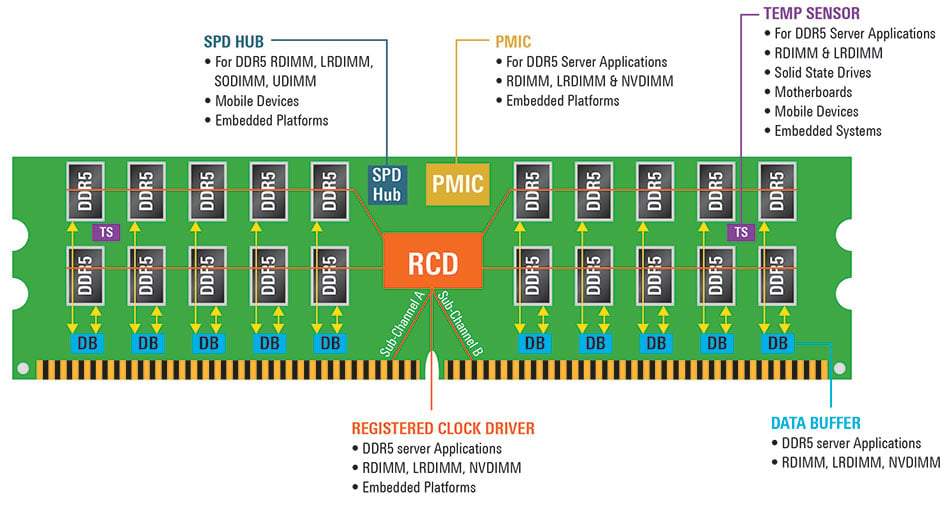 TEMP SENSOR
• For DDR5 Server Applications
• RDIMM & LRDIMM
• Solid State Drives
• Motherboards
• Mobile Devices
• Embedded Systems
SPD HUB
• For DDR5 RDIMM, LRDIMM,
SODIMM, UDIMM
• Mobile Devices
• Embedded Platforms
PMIC
• For DDR5 Server Applications
• RDIMM, LRDIMM & NVDIMM
• Embedded Platforms
DDR5 DDR5 DDR5 DDR5 DDR5
SPD
Hub
PMIC
DDR5 DDR5 DDR5 DDR5 DDR5
TS
TS
DDR5 DDR5 DDR5 DDR5 DDR5
RCD
DDR5 DDR5 DDR5 DDR5 DDR5
Sub-Channel A
Sub-Channel B
DB DB DB DB DB
DB DB DB DB DB
REGISTERED CLOCK DRIVER
• DDR5 server Applications
• RDIMM, LRDIMM, NVDIMM
• Embedded Platforms
DATA BUFFER
• DDR5 server Applications
• RDIMM, LRDIMM, NVDIMM